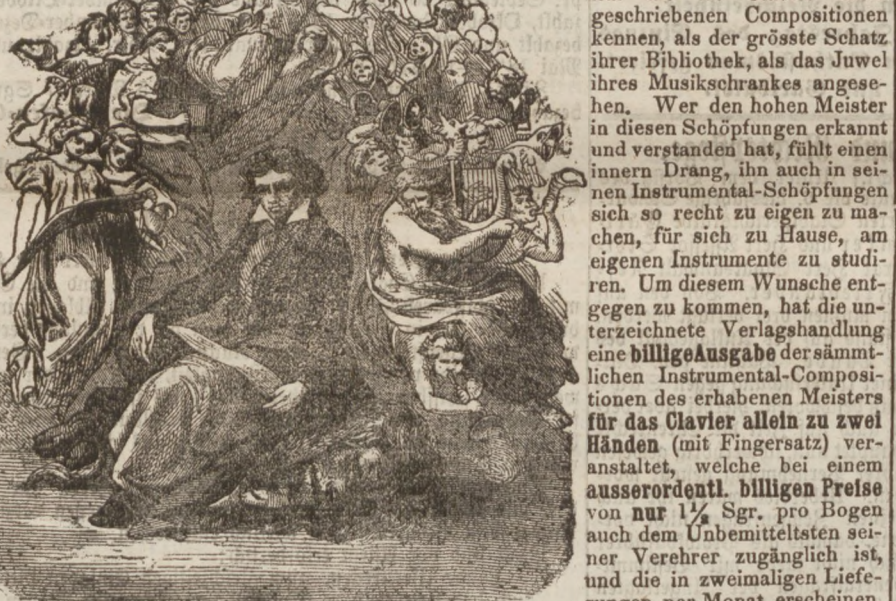 geschriebenen Compositionen
kennen, als der grösste Schatz
ihrer Bibliothek, als das Juwel
ihres Musikschrankes angese-
hen. Wer den hohen Meister
in diesen Schöpfungen erkannt
und verstanden hat, fühlt einen
innern Drang, ihn auch in sei-
nen Instrumental-Schöpfungen
sich so recht zu eigen zu ma-
chen, für sich zu Hause, am
eigenen Instrumente zu studi-
ren. Um diesem Wunsche ent-
gegen zu kommen, hat die un-
terzeichnete Verlagshandlung
eine billige Ausgabe der sämmt-
lichen Instrumental-Composi-
tionen des erhabenen Meisters
für das Clavier allein zu zwei
Händen (mit Fingersatz) ver-
anstaltet, welche bei einem
ausserordentl. billigen Preise
von nur 1½ Sgr. pro Bogen
auch dem Unbemitteltsten sei-
ner Verehrer zugänglich ist,
und die in zweimaligen Liefe-
rungen per Monat erscheinen